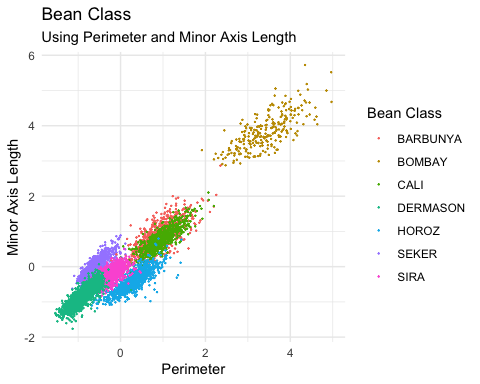 Bean Class
Using Perimeter and Minor Axis Length
6
4
2
0
-2
Minor Axis Length
0 2 4
Perimeter
Bean Class
BARBUNYA
BOMBAY
CALI
DERMASON
HOROZ
SEKER
SIRA